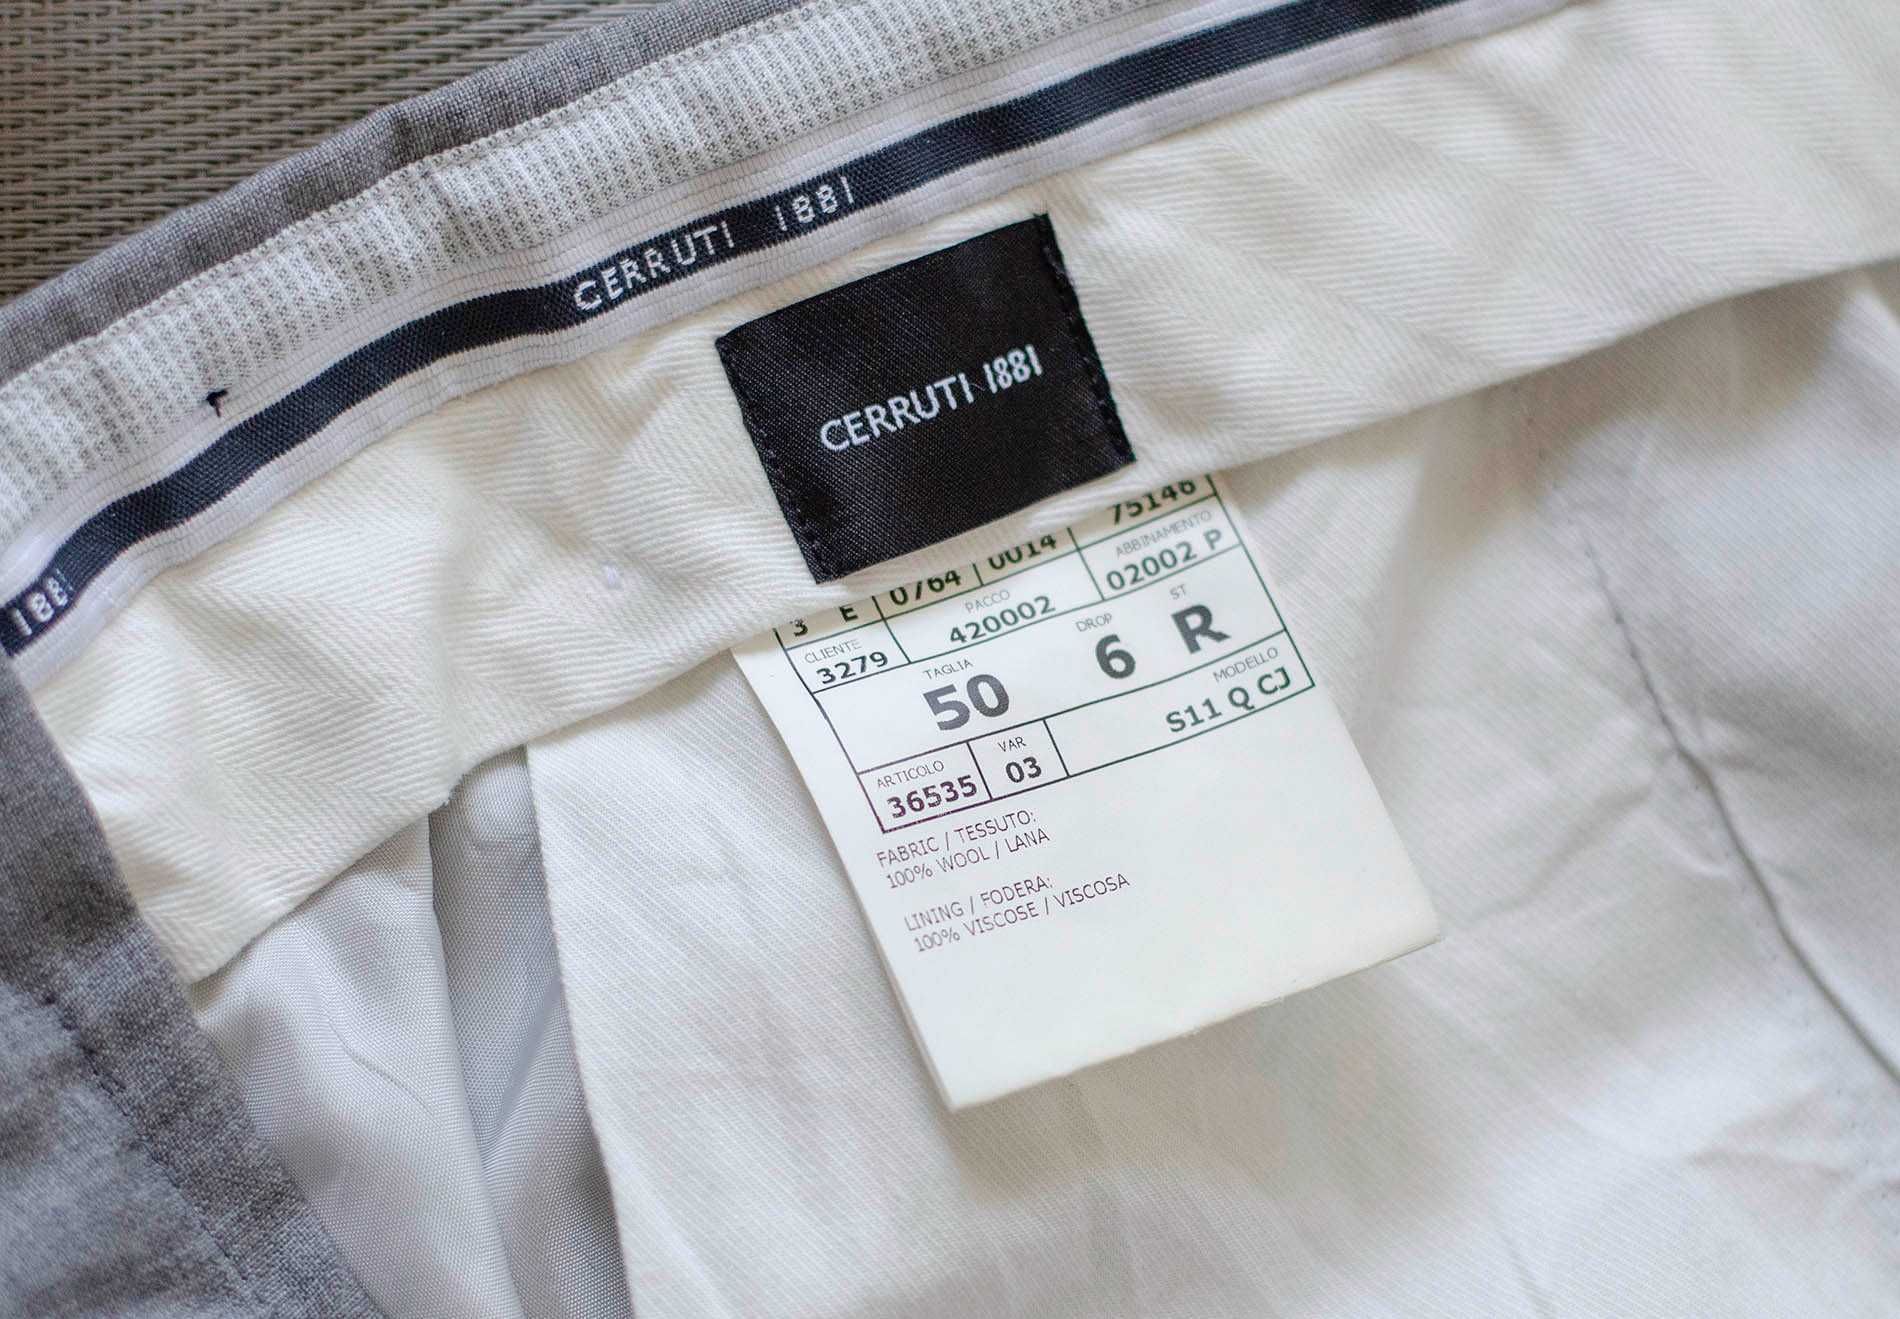 CERRUTI 1881
1881
CERRUTI 1881
75146
3 E 0764 0014
ABBINAMENTO
02002 P
PACCO
420002
CLIENTE
3279
TAGLIA DROP ST
50 6 R
MODELLO
S11 Q CJ
ARTICOLO VAR
36535 03
FABRIC / TESSUTO:
100% WOOL / LANA
LINING / FODERA:
100% VISCOSE / VISCOSA